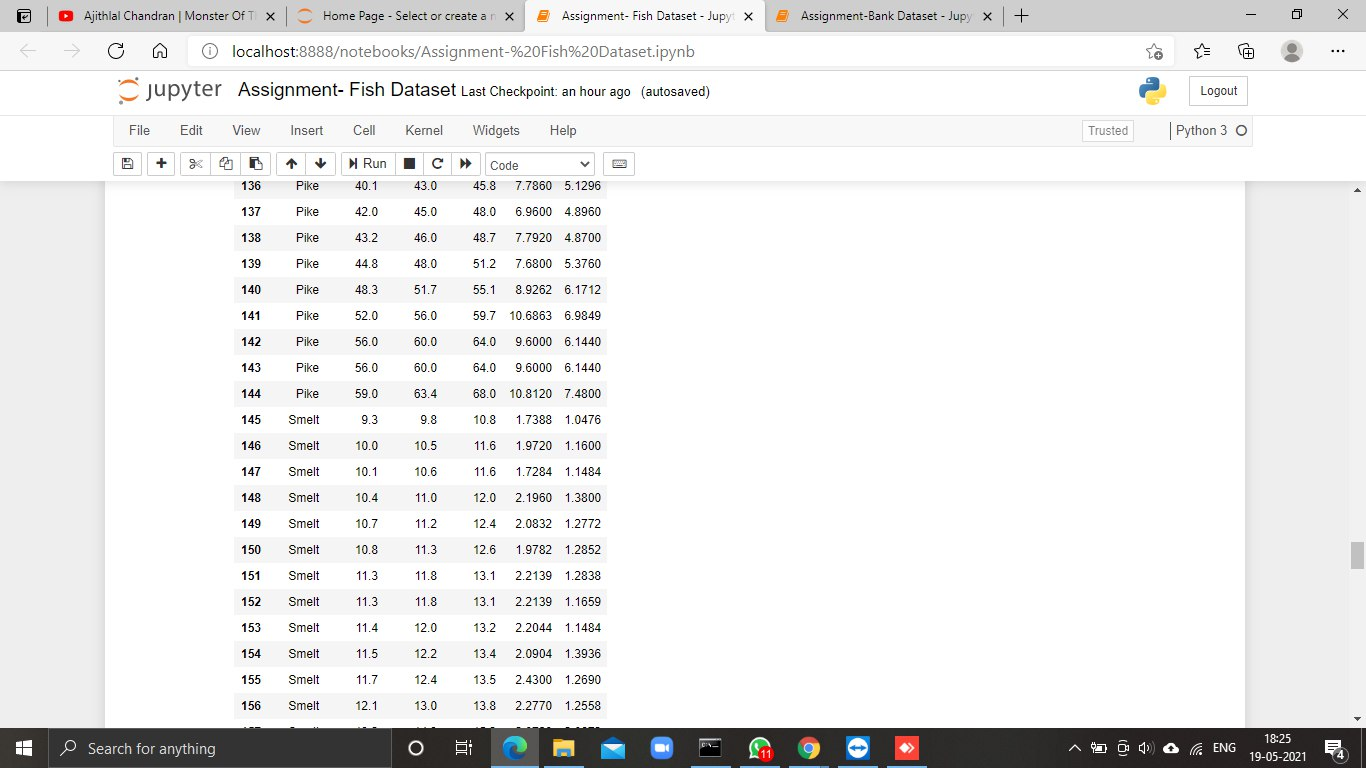 Ajithlal Chandran | Monster Of T
Home Page - Select or create a n
Assignment- Fish Dataset - Jupyt
Assignment-Bank Dataset - Jupy
localhost:8888/notebooks/Assignment-%20Fish%20Dataset.ipynb
jupyter Assignment- Fish Dataset Last Checkpoint: an hour ago (autosaved)
Logout
File Edit View Insert Cell Kernel Widgets Help
Trusted
Python 3
Run
Code
136 Pike 40.1 43.0 45.8 7.7860 5.1296
137 Pike 42.0 45.0 48.0 6.9600 4.8960
138 Pike 43.2 46.0 48.7 7.7920 4.8700
139 Pike 44.8 48.0 51.2 7.6800 5.3760
140 Pike 48.3 51.7 55.1 8.9262 6.1712
141 Pike 52.0 56.0 59.7 10.6863 6.9849
142 Pike 56.0 60.0 64.0 9.6000 6.1440
143 Pike 56.0 60.0 64.0 9.6000 6.1440
144 Pike 59.0 63.4 68.0 10.8120 7.4800
145 Smelt 9.3 9.8 10.8 1.7388 1.0476
146 Smelt 10.0 10.5 11.6 1.9720 1.1600
147 Smelt 10.1 10.6 11.6 1.7284 1.1484
148 Smelt 10.4 11.0 12.0 2.1960 1.3800
149 Smelt 10.7 11.2 12.4 2.0832 1.2772
150 Smelt 10.8 11.3 12.6 1.9782 1.2852
151 Smelt 11.3 11.8 13.1 2.2139 1.2838
152 Smelt 11.3 11.8 13.1 2.2139 1.1659
153 Smelt 11.4 12.0 13.2 2.2044 1.1484
154 Smelt 11.5 12.2 13.4 2.0904 1.3936
155 Smelt 11.7 12.4 13.5 2.4300 1.2690
156 Smelt 12.1 13.0 13.8 2.2770 1.2558
Search for anything
11
ENG
18:25
19-05-2021
4